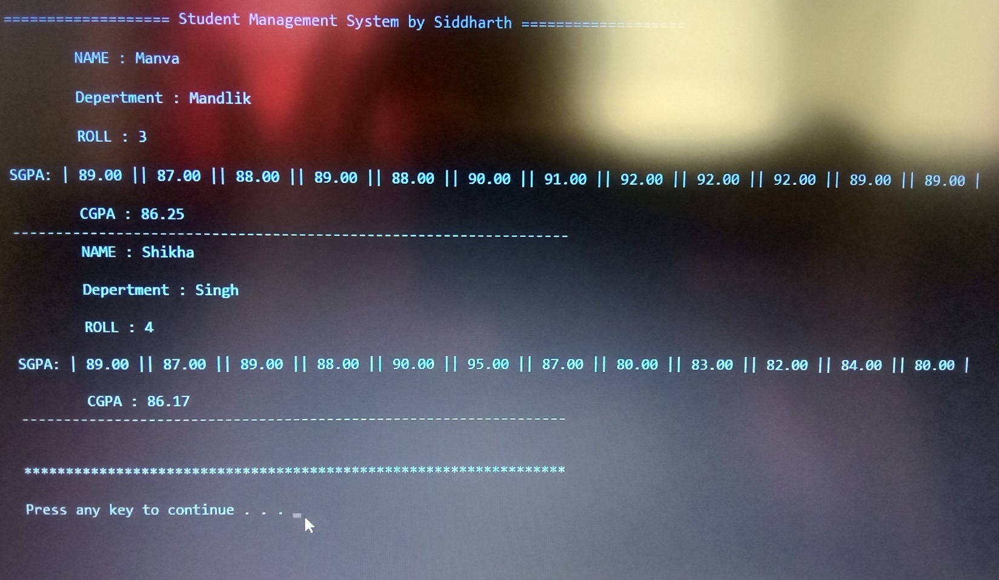 =================== Student Management System by Siddharth ===================
NAME : Manva
Depertment : Mandlik
ROLL : 3
SGPA: | 89.00 || 87.00 || 88.00 || 89.00 || 88.00 || 90.00 || 91.00 || 92.00 || 92.00 || 92.00 || 89.00 || 89.00 |
CGPA : 86.25
----------------------------------------------------------------
NAME : Shikha
Depertment : Singh
ROLL : 4
SGPA: | 89.00 || 87.00 || 89.00 || 88.00 || 90.00 || 95.00 || 87.00 || 80.00 || 83.00 || 82.00 || 84.00 || 80.00 |
CGPA : 86.17
----------------------------------------------------------------
*****************************************************************
Press any key to continue . . . _